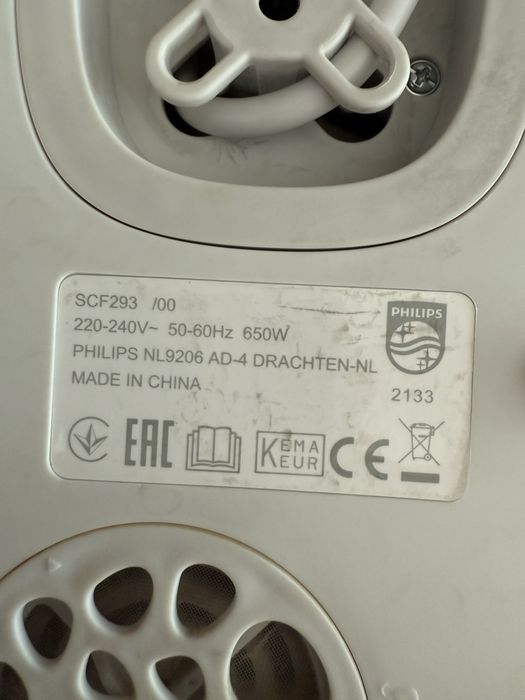 SCF293 /00
220-240V~ 50-60Hz 650W
PHILIPS NL9206 AD-4 DRACHTEN-NL
MADE IN CHINA
PHILIPS
2133
EAC
KEMA
KEUR
CE